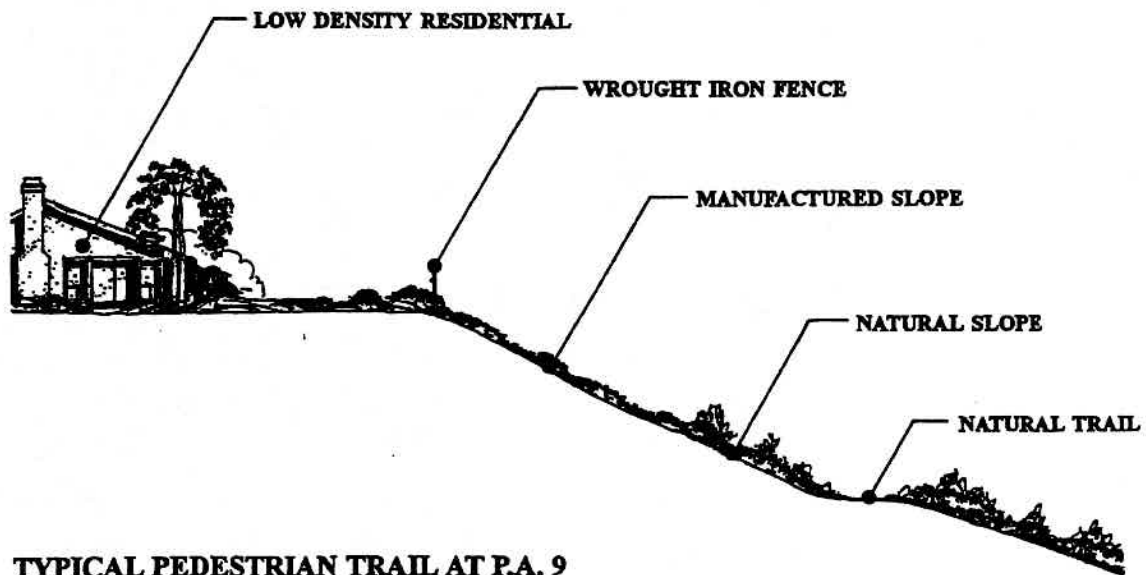 LOW DENSITY RESIDENTIAL
WROUGHT IRON FENCE
MANUFACTURED SLOPE
NATURAL SLOPE
NATURAL TRAIL
TYPICAL PEDESTRIAN TRAIL AT P.A. 9